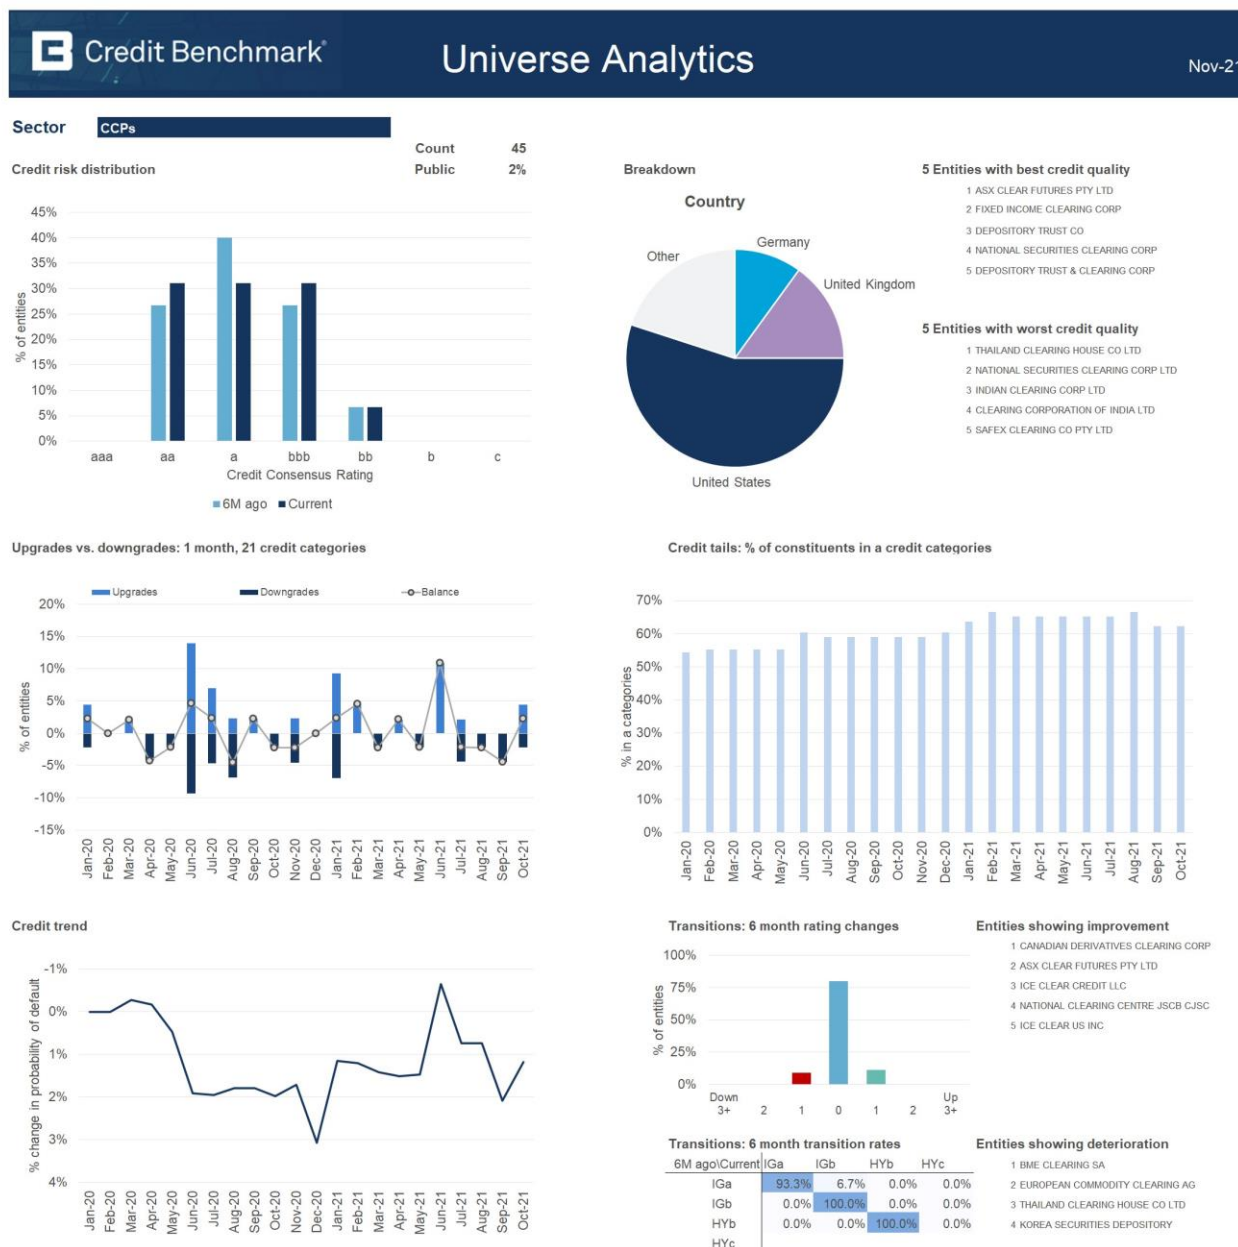 Credit Benchmark®
Universe Analytics
Nov-21
Sector
CCPs
Count 45
Public 2%
Credit risk distribution
45%
40%
35%
30%
25%
20%
15%
10%
5%
0%
% of entities
aaa aa a bbb bb b c
Credit Consensus Rating
6M ago Current
Breakdown
Country
Germany
Other
United Kingdom
United States
5 Entities with best credit quality
1 ASX CLEAR FUTURES PTY LTD
2 FIXED INCOME CLEARING CORP
3 DEPOSITORY TRUST CO
4 NATIONAL SECURITIES CLEARING CORP
5 DEPOSITORY TRUST & CLEARING CORP
5 Entities with worst credit quality
1 THAILAND CLEARING HOUSE CO LTD
2 NATIONAL SECURITIES CLEARING CORP LTD
3 INDIAN CLEARING CORP LTD
4 CLEARING CORPORATION OF INDIA LTD
5 SAFEX CLEARING CO PTY LTD
Upgrades vs. downgrades: 1 month, 21 credit categories
Upgrades Downgrades Balance
20%
15%
10%
5%
0%
-5%
-10%
-15%
% of entities
Jan-20 Feb-20 Mar-20 Apr-20 May-20 Jun-20 Jul-20 Aug-20 Sep-20 Oct-20 Nov-20 Dec-20 Jan-21 Feb-21 Mar-21 Apr-21 May-21 Jun-21 Jul-21 Aug-21 Sep-21 Oct-21
Credit tails: % of constituents in a credit categories
70%
60%
50%
40%
30%
20%
10%
0%
% in a categories
Jan-20 Feb-20 Mar-20 Apr-20 May-20 Jun-20 Jul-20 Aug-20 Sep-20 Oct-20 Nov-20 Dec-20 Jan-21 Feb-21 Mar-21 Apr-21 May-21 Jun-21 Jul-21 Aug-21 Sep-21 Oct-21
Credit trend
-1%
0%
1%
2%
3%
4%
% change in probability of default
Jan-20 Feb-20 Mar-20 Apr-20 May-20 Jun-20 Jul-20 Aug-20 Sep-20 Oct-20 Nov-20 Dec-20 Jan-21 Feb-21 Mar-21 Apr-21 May-21 Jun-21 Jul-21 Aug-21 Sep-21 Oct-21
Transitions: 6 month rating changes
100%
75%
50%
25%
0%
% of entities
Down Up
3+ 2 1 0 1 2 3+
Entities showing improvement
1 CANADIAN DERIVATIVES CLEARING CORP
2 ASX CLEAR FUTURES PTY LTD
3 ICE CLEAR CREDIT LLC
4 NATIONAL CLEARING CENTRE JSCB CJSC
5 ICE CLEAR US INC
Transitions: 6 month transition rates
6M ago\Current IGa IGb HYb HYc
IGa 93.3% 6.7% 0.0% 0.0%
IGb 0.0% 100.0% 0.0% 0.0%
HYb 0.0% 0.0% 100.0% 0.0%
HYc
Entities showing deterioration
1 BME CLEARING SA
2 EUROPEAN COMMODITY CLEARING AG
3 THAILAND CLEARING HOUSE CO LTD
4 KOREA SECURITIES DEPOSITORY